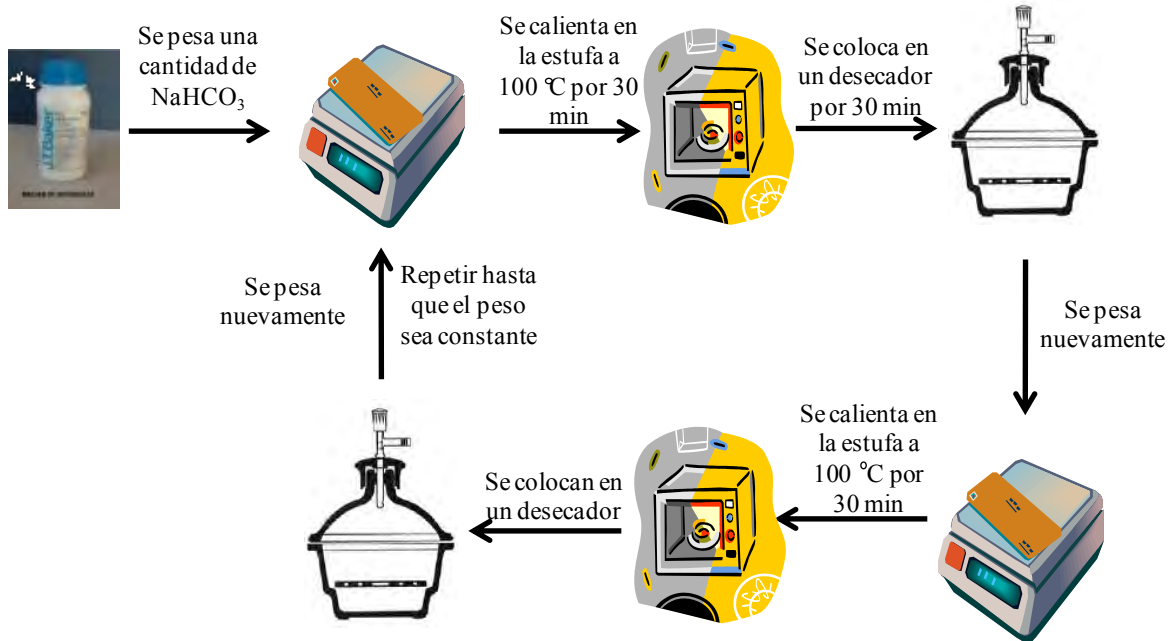 Se pesa una
cantidad de
NaHCO3
Se calienta en
la estufa a
100 °C por 30
min
Se coloca en
un desecador
por 30 min
Se pesa
nuevamente
Se calienta en
la estufa a
100 °C por
30 min
Se colocan en
un desecador
Se pesa
nuevamente
Repetir hasta
que el peso
sea constante